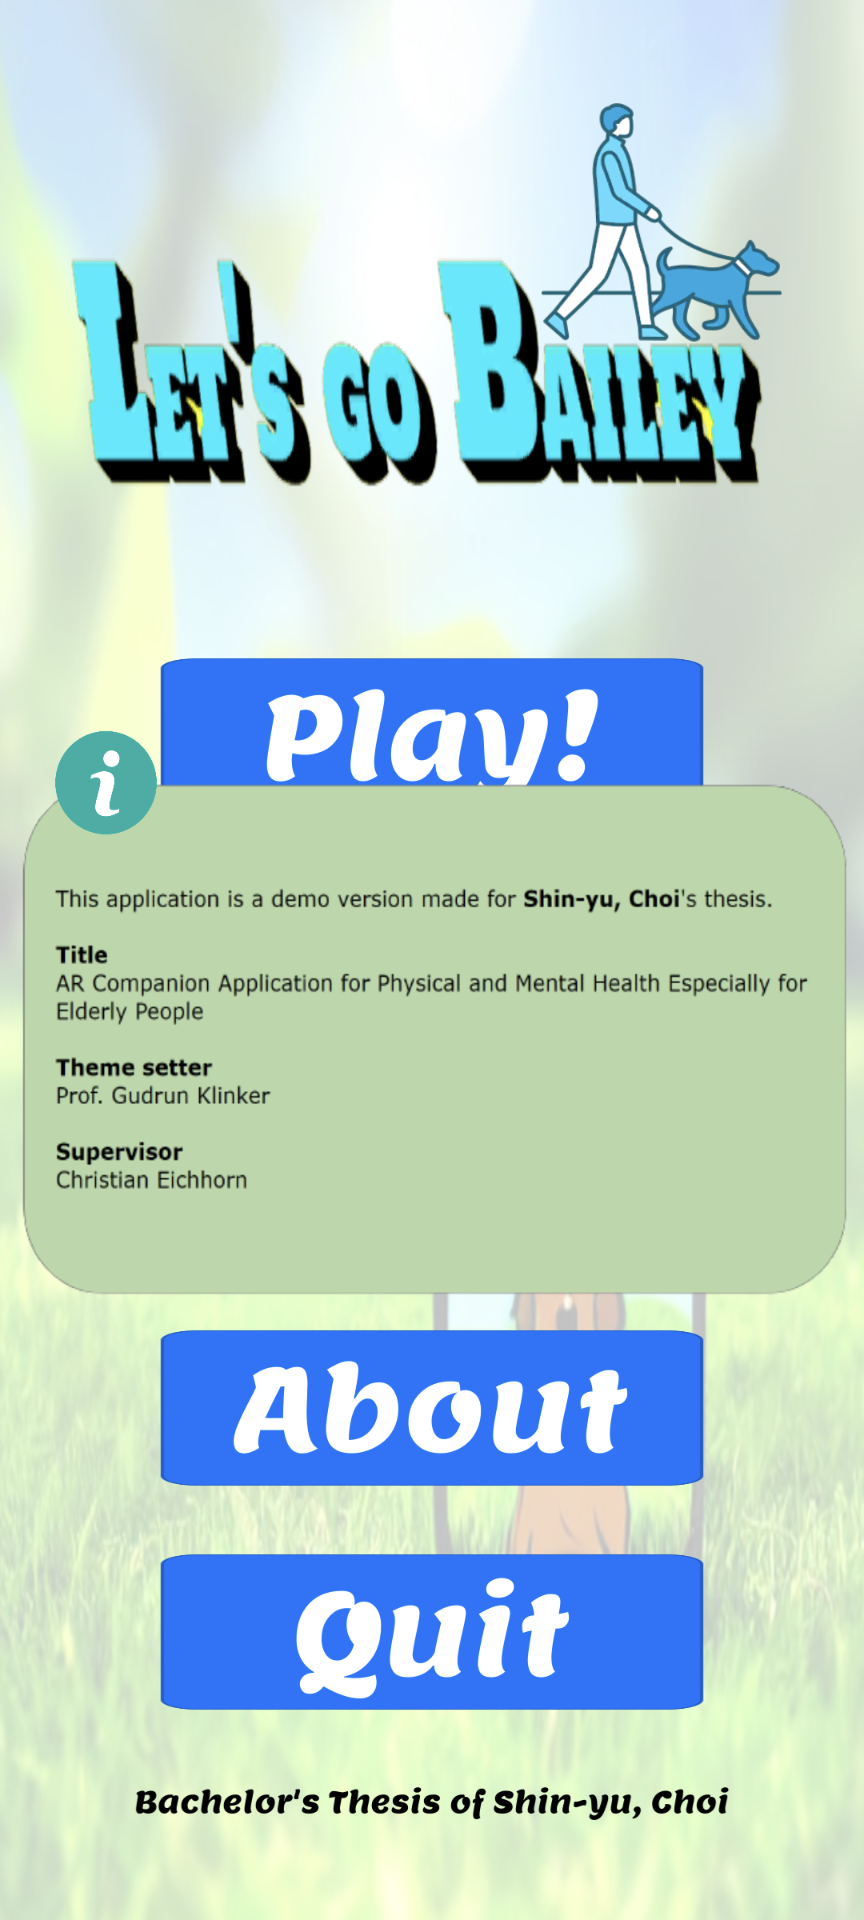 LET'S GO BAILEY
Play!
i
This application is a demo version made for Shin-yu, Choi's thesis.
Title
AR Companion Application for Physical and Mental Health Especially for
Elderly People
Theme setter
Prof. Gudrun Klinker
Supervisor
Christian Eichhorn
About
Quit
Bachelor's Thesis of Shin-yu, Choi